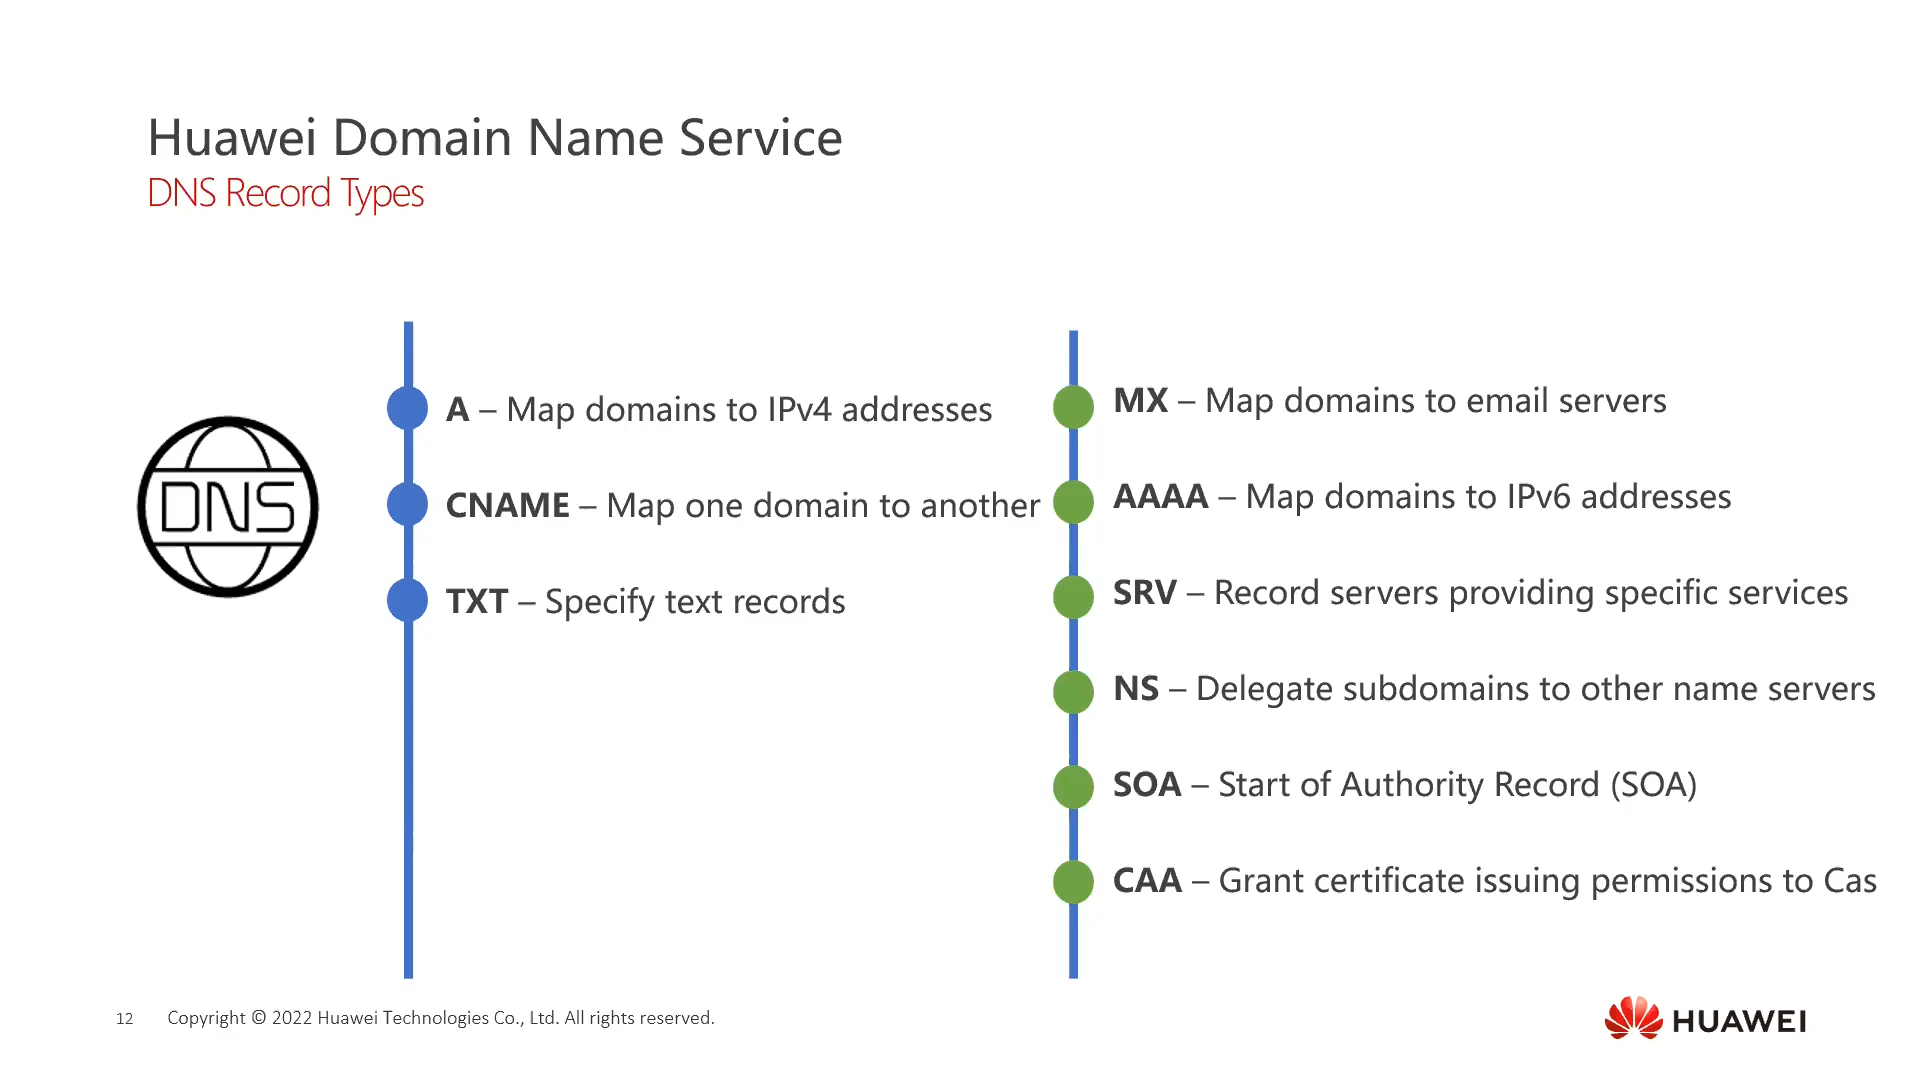 Huawei Domain Name Service
DNS Record Types
DNS
A – Map domains to IPv4 addresses
CNAME – Map one domain to another
TXT – Specify text records
MX – Map domains to email servers
AAAA – Map domains to IPv6 addresses
SRV – Record servers providing specific services
NS – Delegate subdomains to other name servers
SOA – Start of Authority Record (SOA)
CAA – Grant certificate issuing permissions to Cas
12 Copyright © 2022 Huawei Technologies Co., Ltd. All rights reserved.
HUAWEI